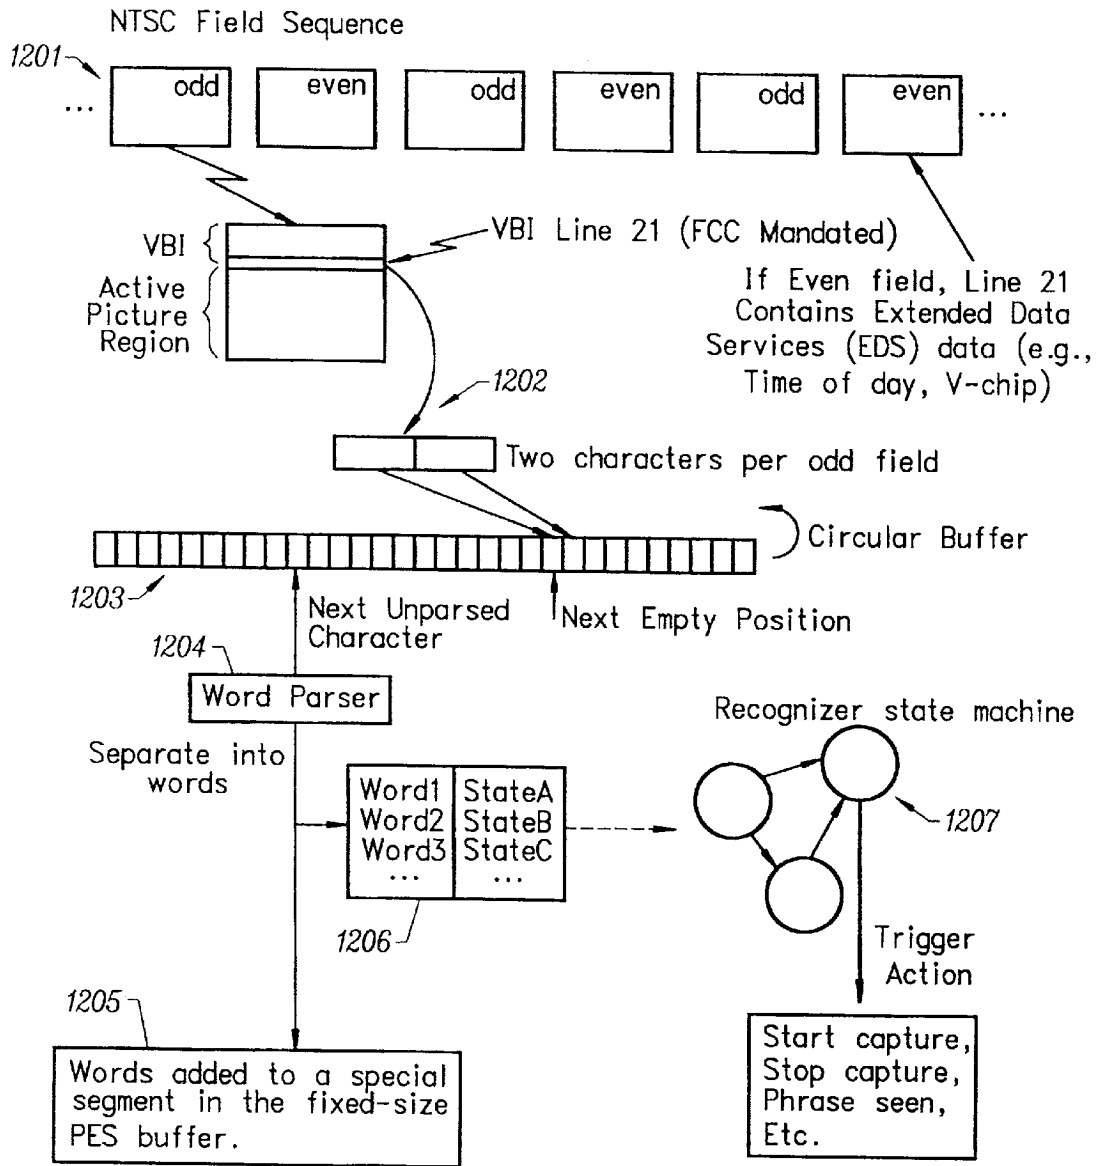 NTSC Field Sequence
1201
... odd even odd even odd even ...
VBI
VBI Line 21 (FCC Mandated)
Active
Picture
Region
If Even field, Line 21
Contains Extended Data
Services (EDS) data (e.g.,
Time of day, V-chip)
1202
Two characters per odd field
Circular Buffer
1203
Next Unparsed
Character
Next Empty Position
1204
Word Parser
Separate into
words
Word1 StateA
Word2 StateB
Word3 StateC
... ...
1206
Recognizer state machine
1207
Trigger
Action
1205
Words added to a special
segment in the fixed-size
PES buffer.
Start capture,
Stop capture,
Phrase seen,
Etc.